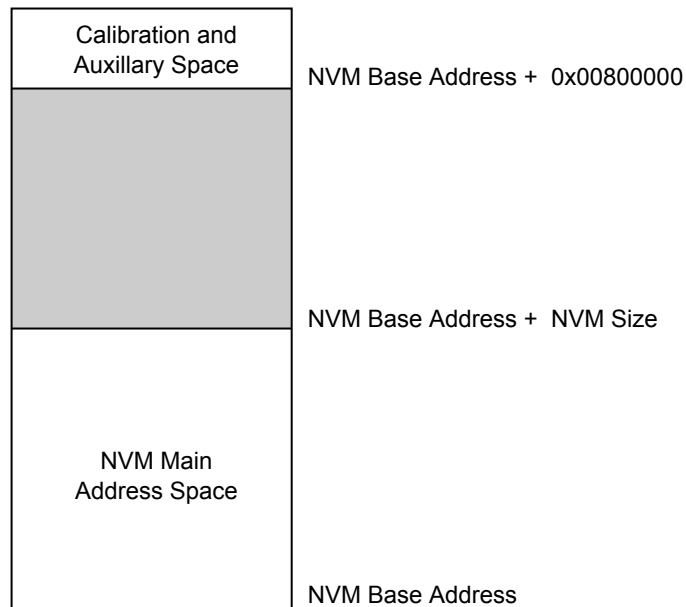 Calibration and
Auxillary Space
NVM Base Address + 0x00800000
NVM Base Address + NVM Size
NVM Main
Address Space
NVM Base Address